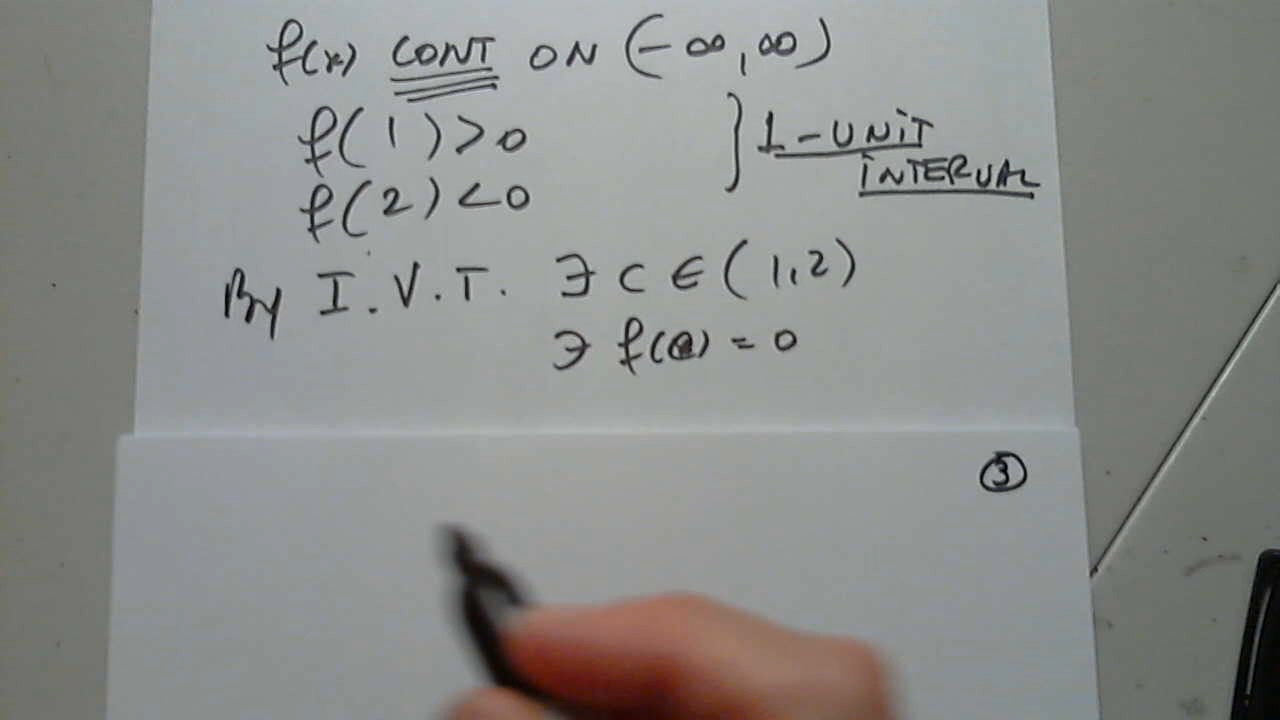 f(x) CONT ON (-∞,∞)
f(1)>0 } 1-UNIT
INTERVAL
f(2)<0
By I.V.T. ∃ c ∈ (1,2)
∋ f(c) = 0
③